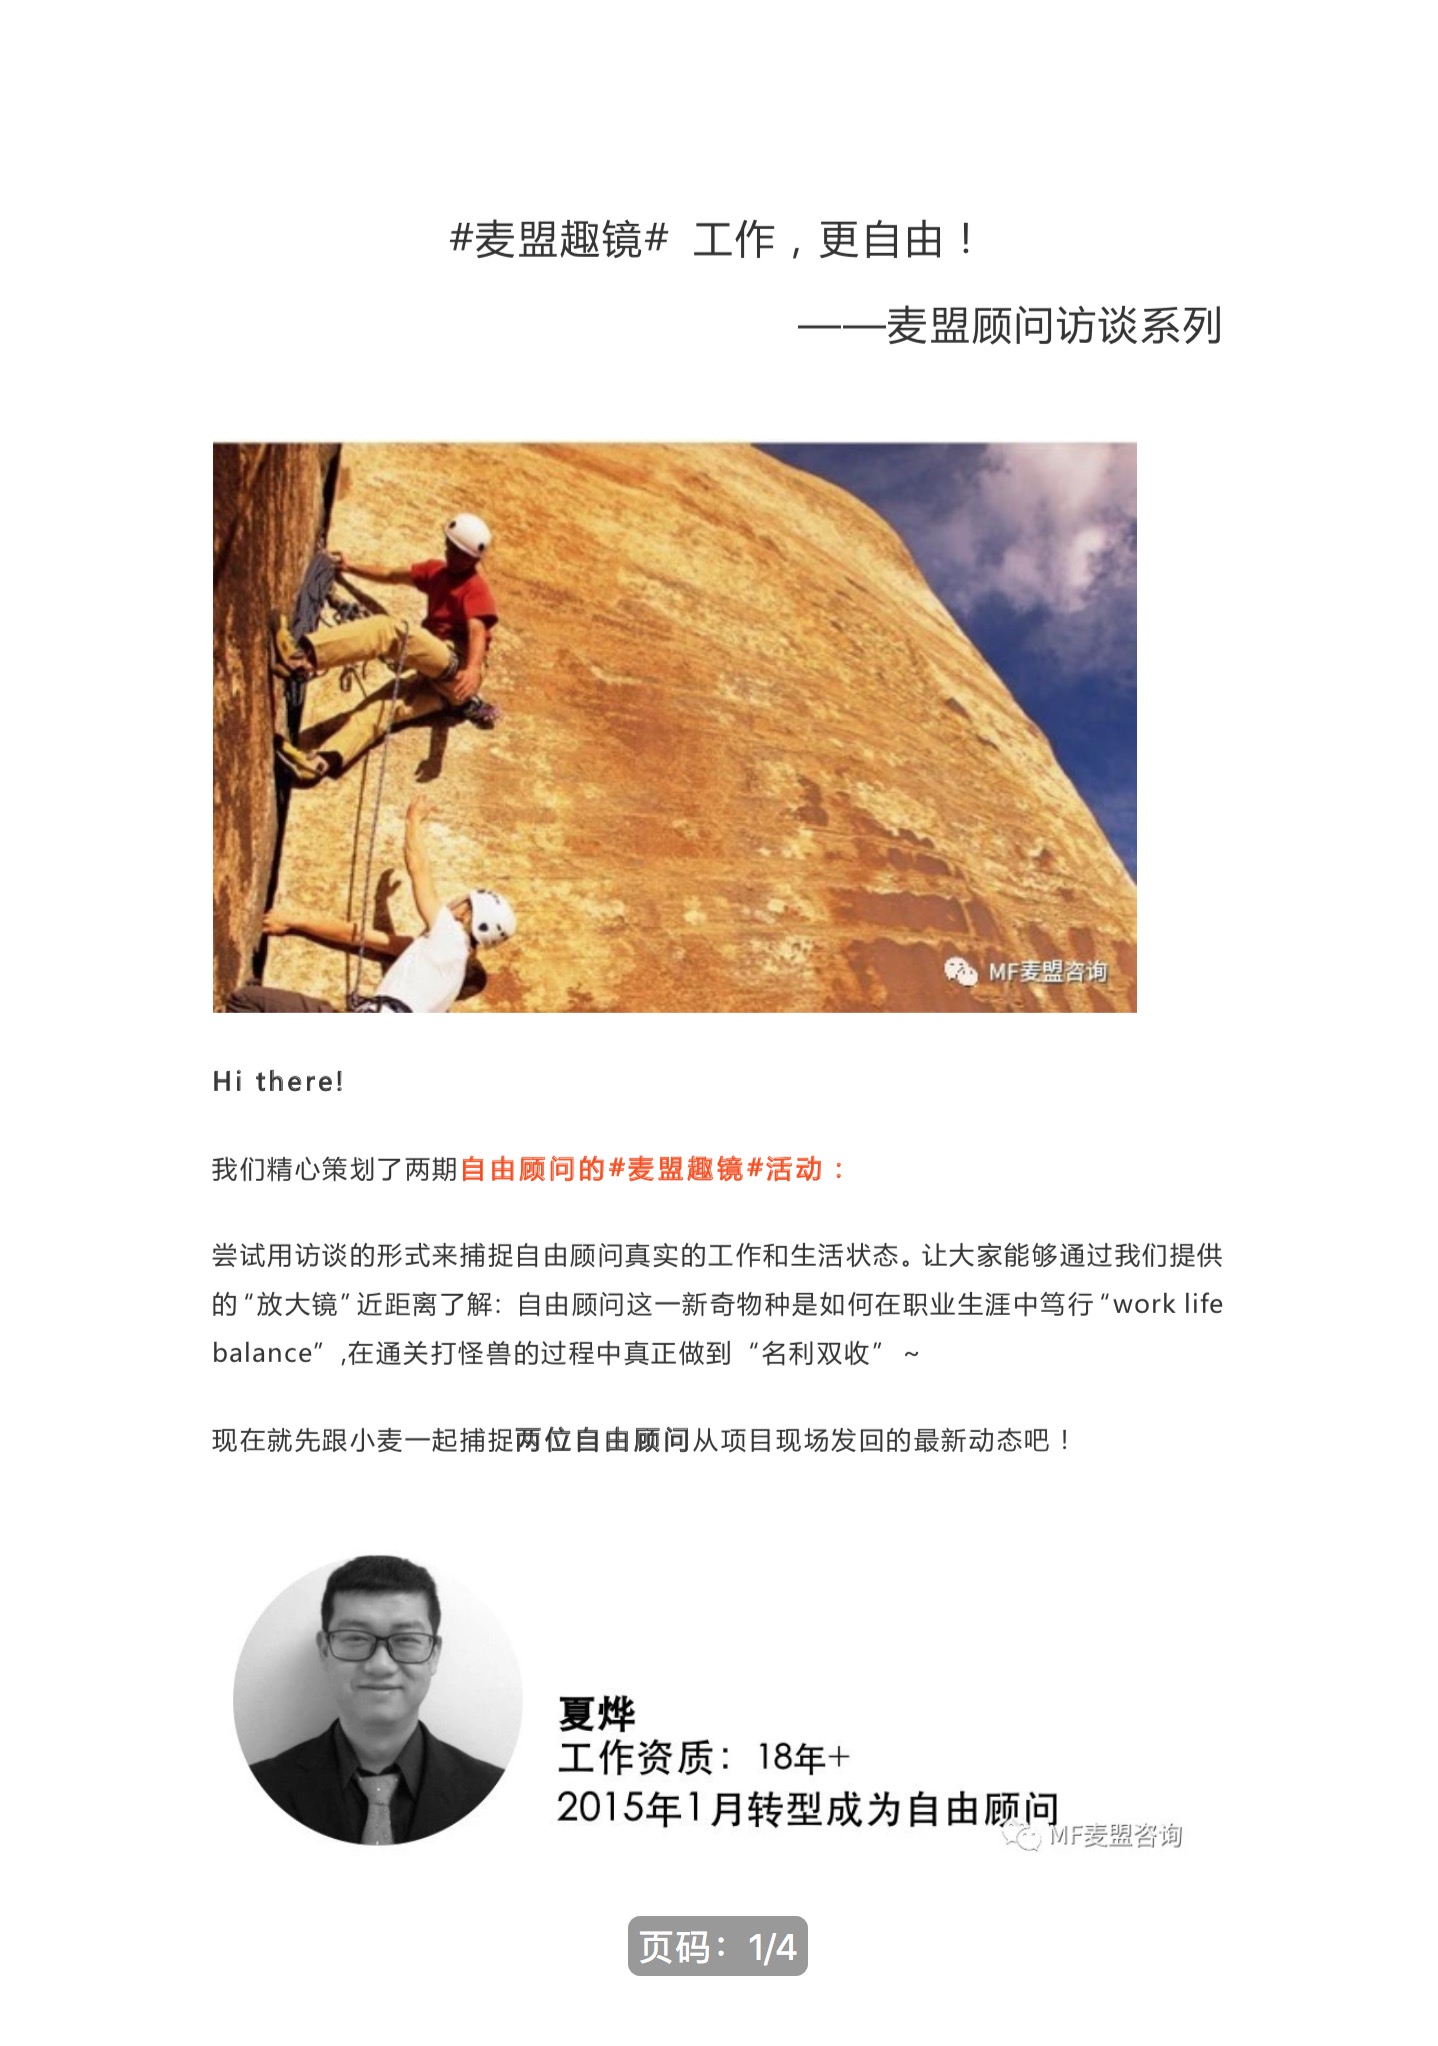 #麦盟趣镜# 工作，更自由！
——麦盟顾问访谈系列
MF麦盟咨询
Hi there!
我们精心策划了两期自由顾问的#麦盟趣镜#活动：
尝试用访谈的形式来捕捉自由顾问真实的工作和生活状态。让大家能够通过我们提供
的“放大镜”近距离了解：自由顾问这一新奇物种是如何在职业生涯中笃行“work life
balance” ,在通关打怪兽的过程中真正做到 “名利双收” ~
现在就先跟小麦一起捕捉两位自由顾问从项目现场发回的最新动态吧！
夏烨
工作资质：18年+
2015年1月转型成为自由顾问
MF麦盟咨询
页码：1/4